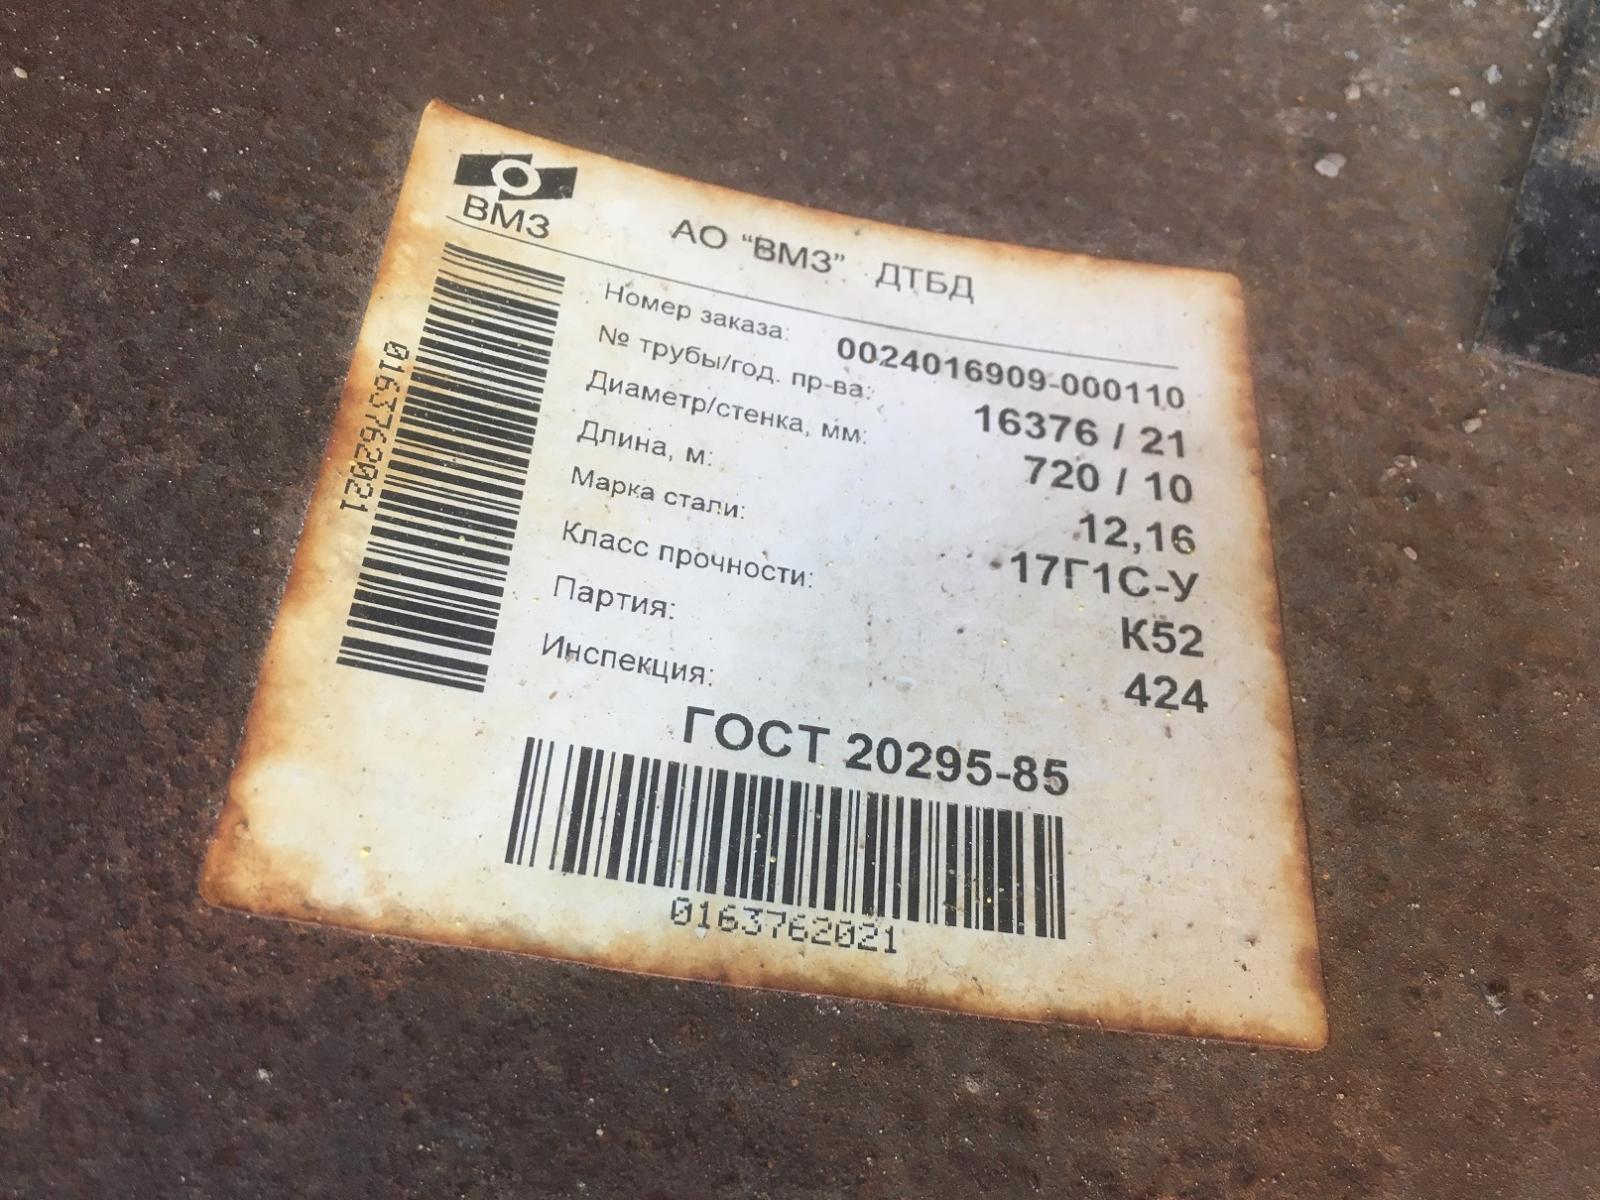 ВМЗ
АО “ВМЗ” ДТБД
Номер заказа: 0024016909-000110
№ трубы/год. пр-ва: 16376 / 21
Диаметр/стенка, мм: 720 / 10
Длина, м: 12,16
Марка стали: 17Г1С-У
Класс прочности: К52
Партия: 424
Инспекция:
ГОСТ 20295-85
0163762021
0163762021